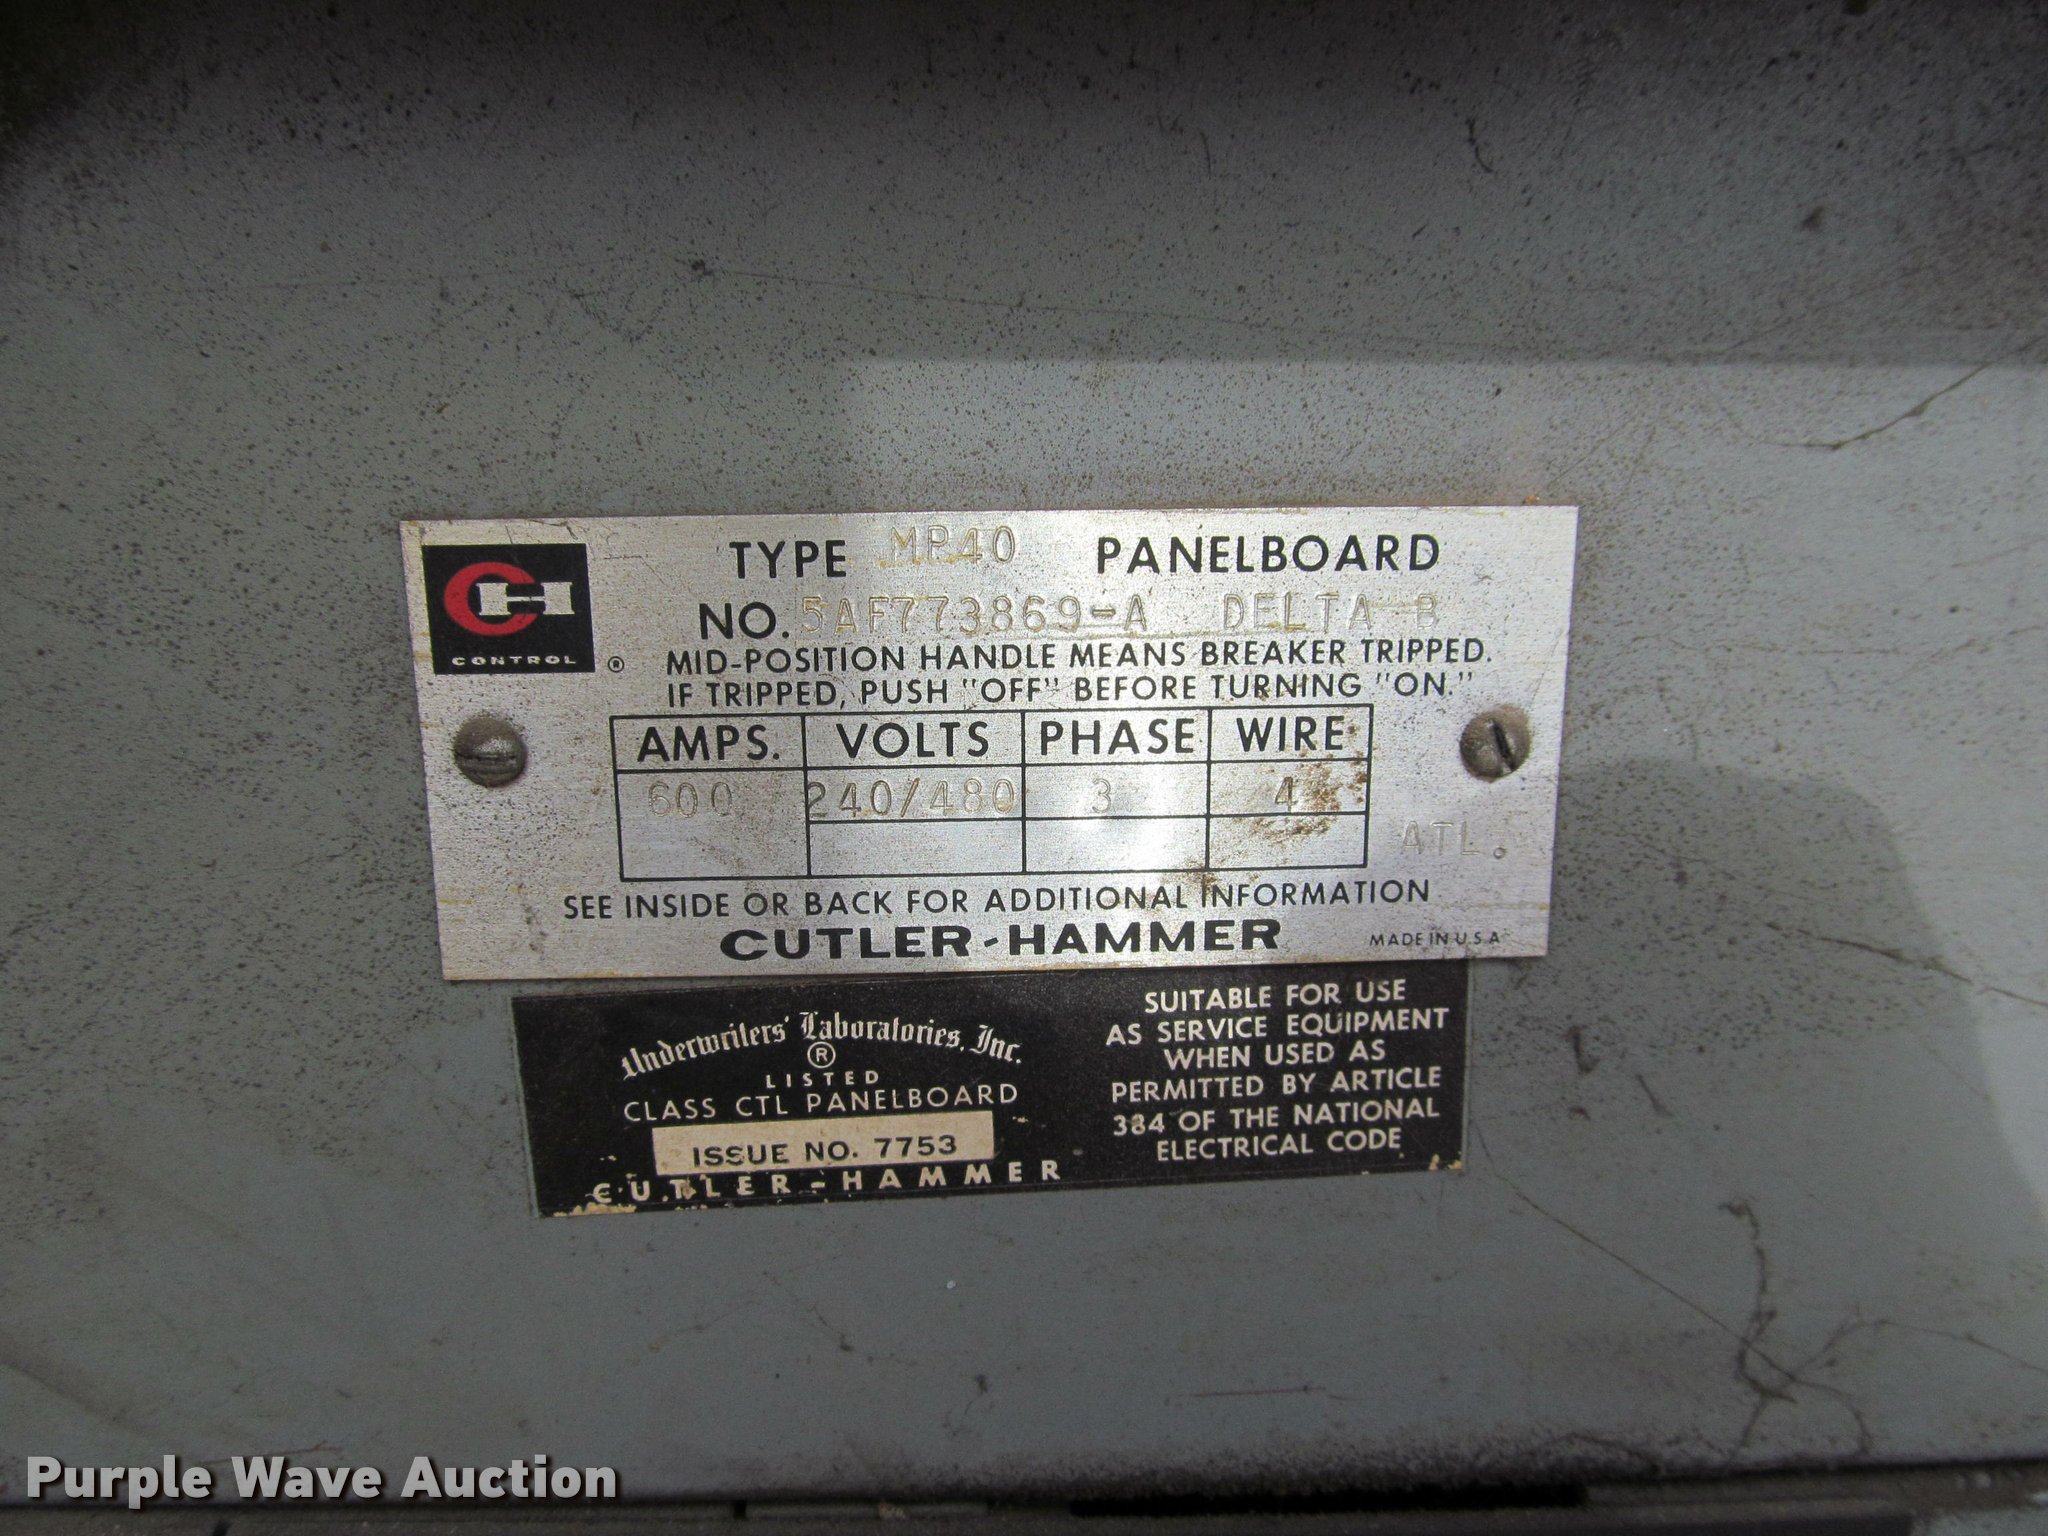 CH
CONTROL ®
TYPE MP40 PANELBOARD
NO. 5AF773869-A DELTA B
MID-POSITION HANDLE MEANS BREAKER TRIPPED.
IF TRIPPED, PUSH "OFF" BEFORE TURNING "ON."
AMPS. VOLTS PHASE WIRE
600 240/480 3 4
ATL.
SEE INSIDE OR BACK FOR ADDITIONAL INFORMATION
CUTLER-HAMMER MADE IN U.S.A
Underwriters' Laboratories, Inc.
®
LISTED
CLASS CTL PANELBOARD
ISSUE NO. 7753
CUTLER-HAMMER
SUITABLE FOR USE
AS SERVICE EQUIPMENT
WHEN USED AS
PERMITTED BY ARTICLE
384 OF THE NATIONAL
ELECTRICAL CODE
Purple Wave Auction